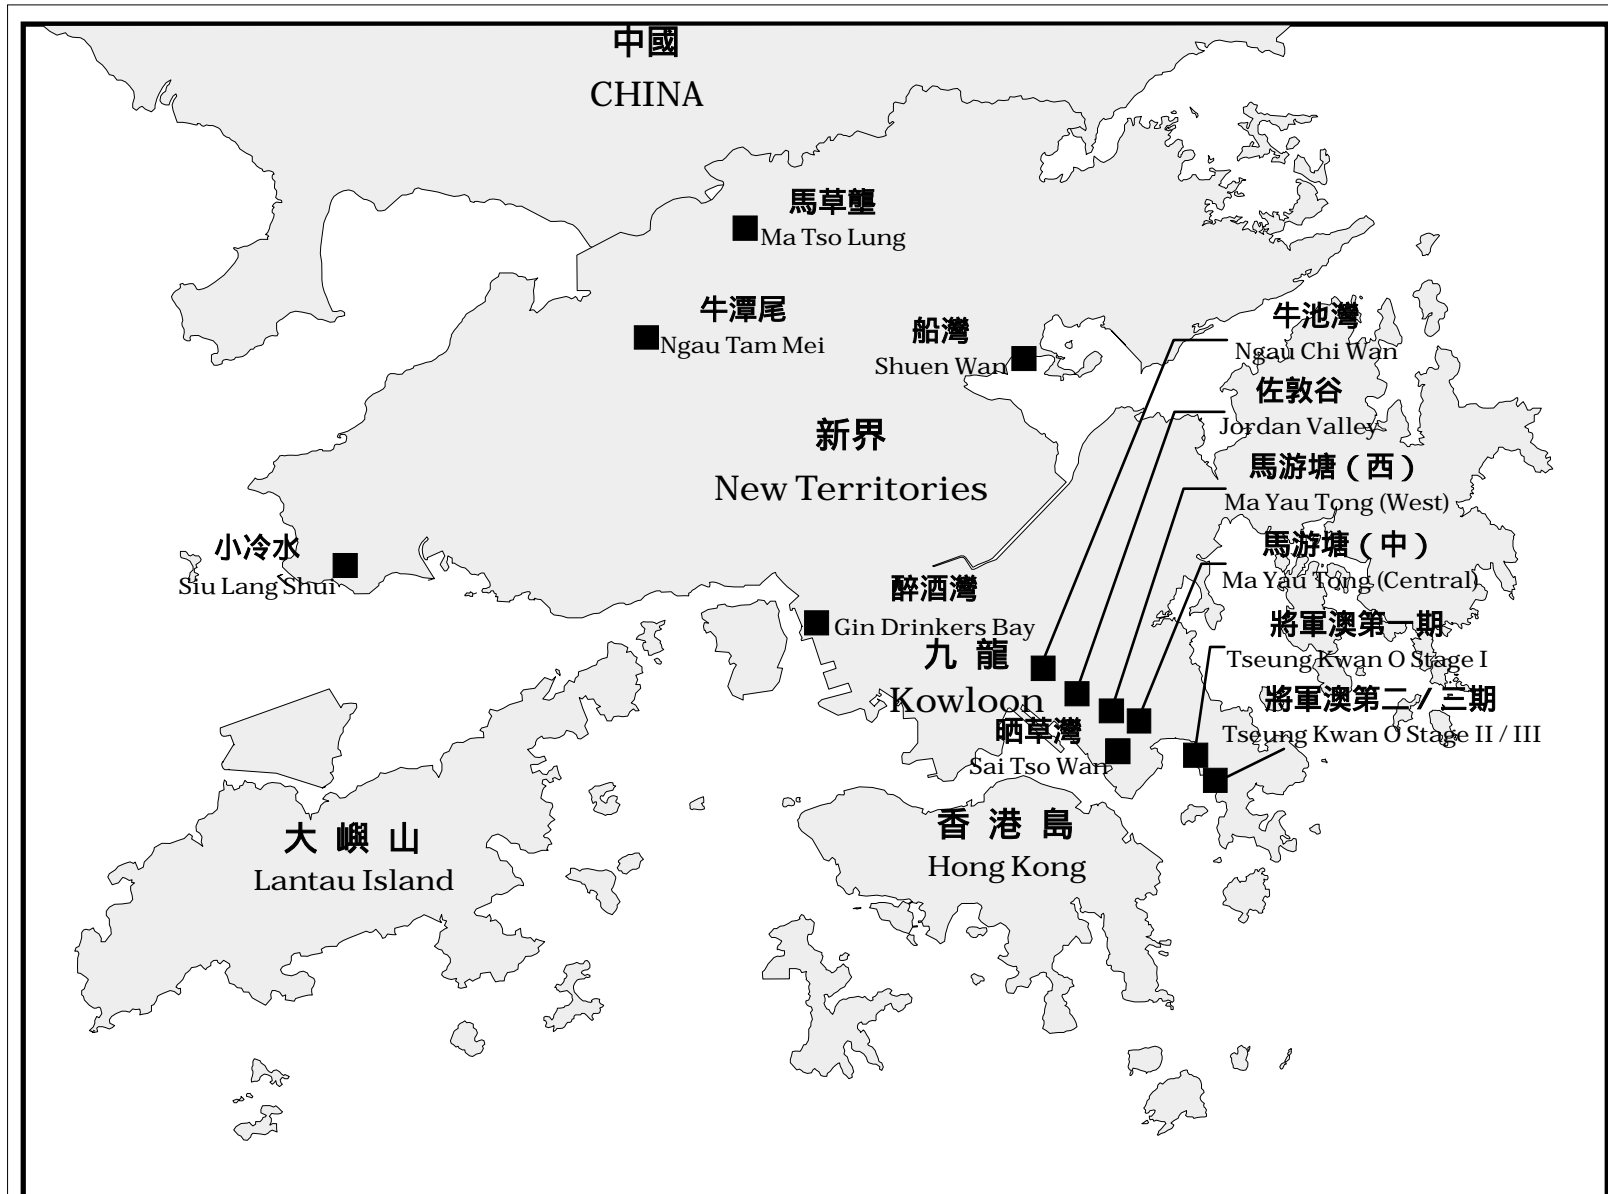 中國
CHINA
馬草壟
Ma Tso Lung
牛潭尾
Ngau Tam Mei
船灣
Shuen Wan
牛池灣
Ngau Chi Wan
佐敦谷
Jordan Valley
新界
New Territories
馬游塘（西）
Ma Yau Tong (West)
馬游塘（中）
Ma Yau Tong (Central)
小冷水
Siu Lang Shui
醉酒灣
Gin Drinkers Bay
將軍澳第一期
Tseung Kwan O Stage I
九 龍
Kowloon
將軍澳第二／三期
Tseung Kwan O Stage II / III
晒草灣
Sai Tso Wan
大 嶼 山
Lantau Island
香 港 島
Hong Kong